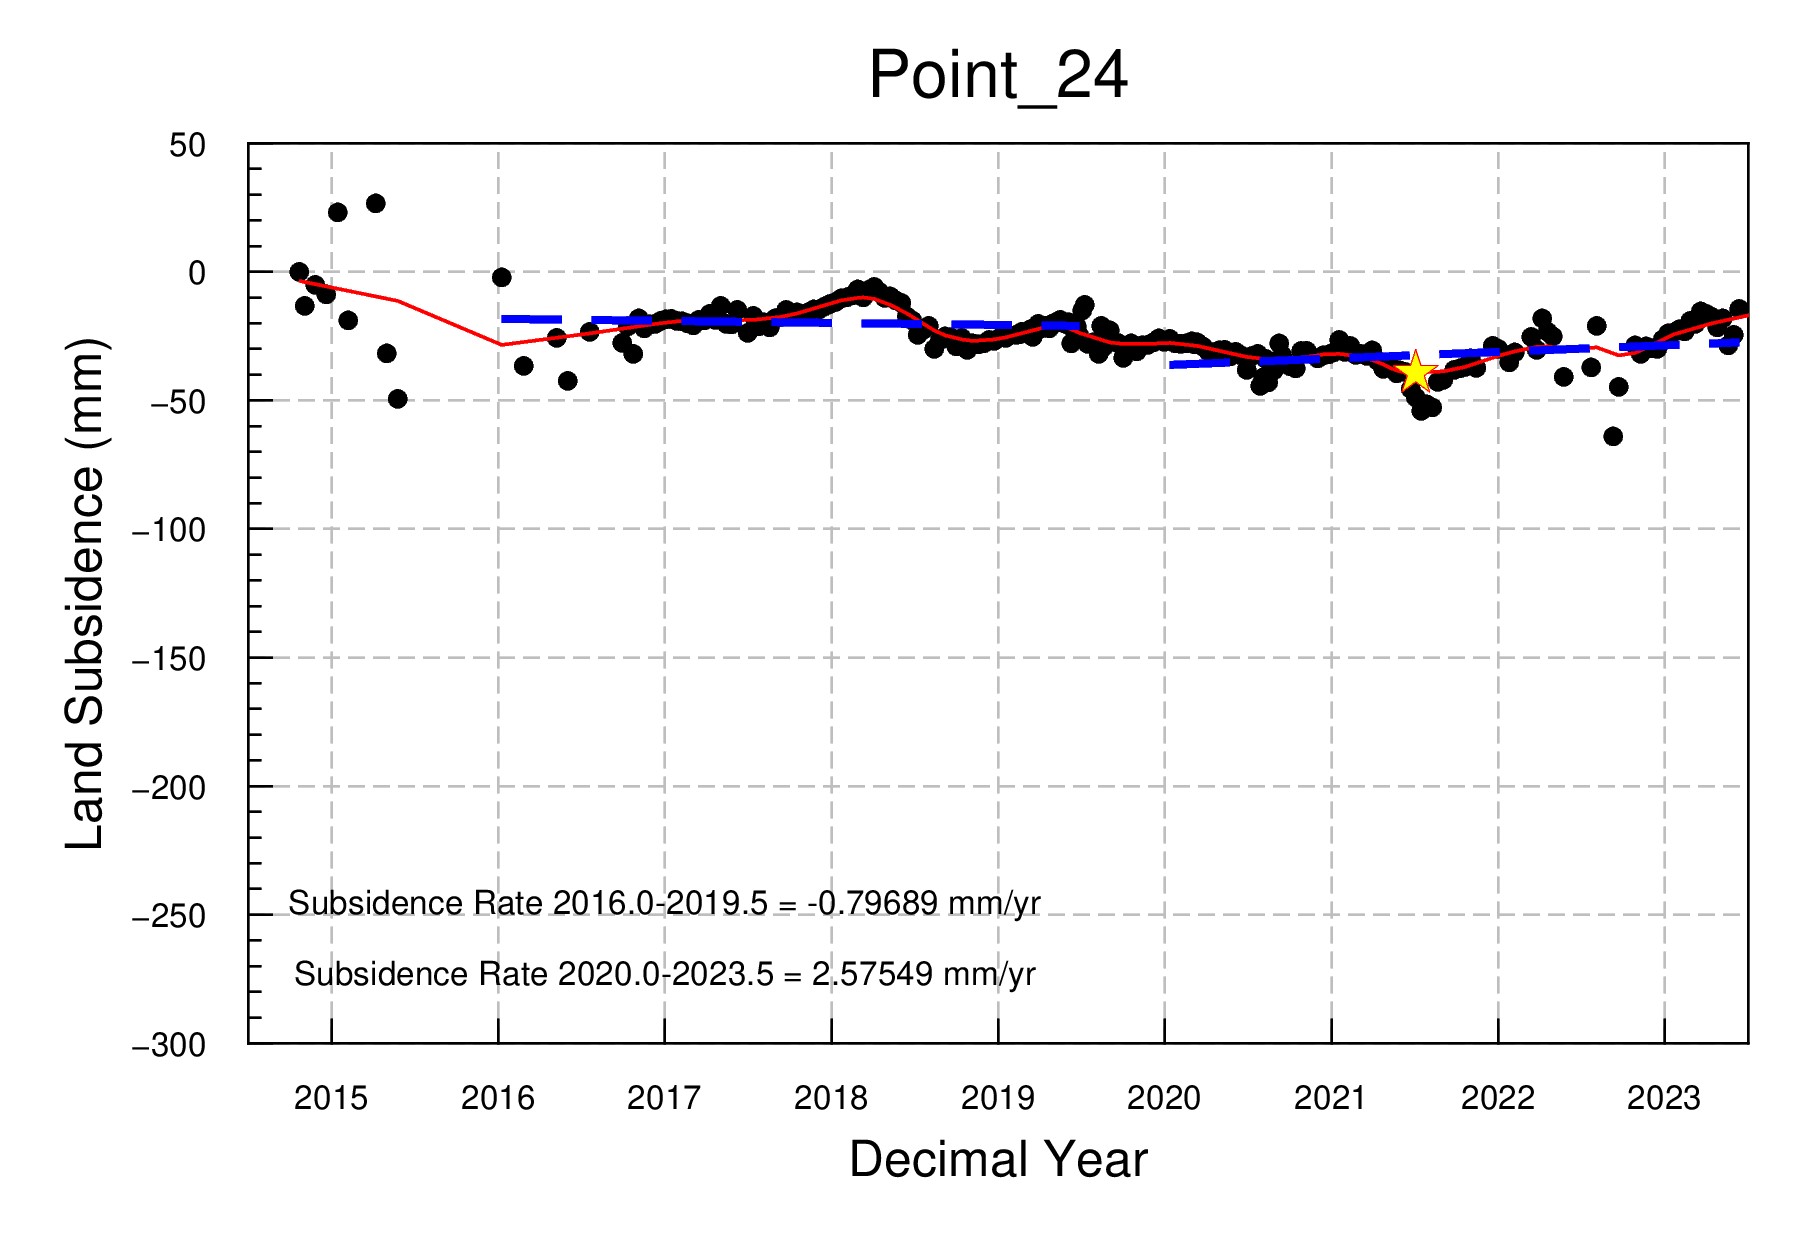 Point_24
50
0
−50
−100
−150
−200
−250
−300
Land Subsidence (mm)
Subsidence Rate 2016.0-2019.5 = -0.79689 mm/yr
Subsidence Rate 2020.0-2023.5 = 2.57549 mm/yr
2015 2016 2017 2018 2019 2020 2021 2022 2023
Decimal Year